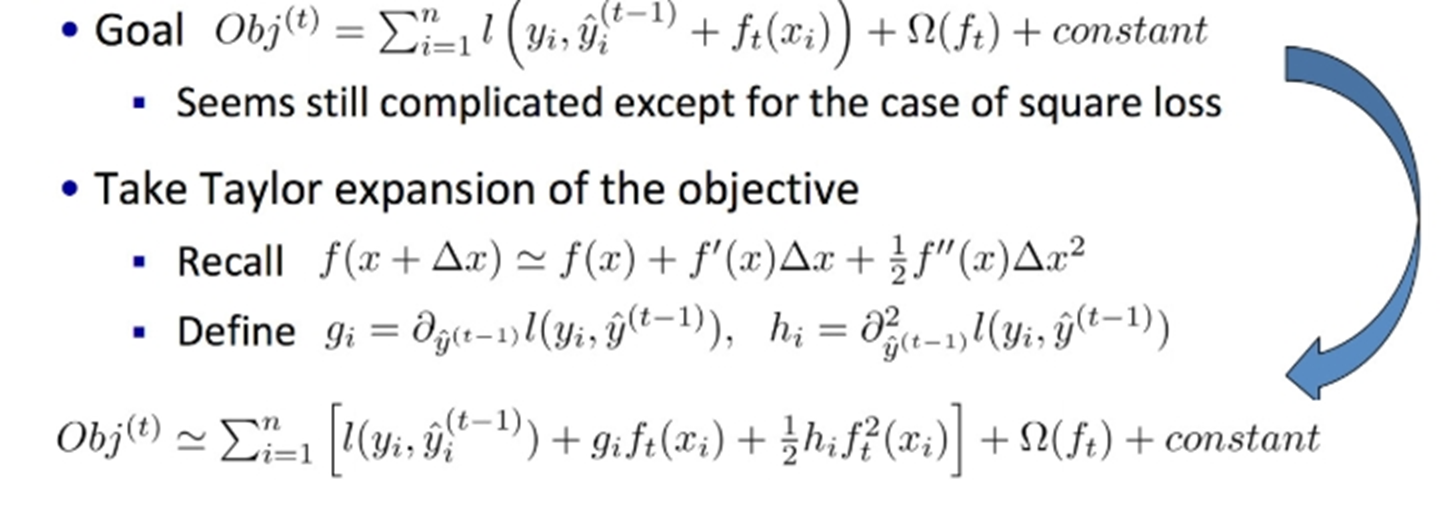 • Goal Obj^{(t)} = \sum_{i=1}^{n} l\left(y_i, \hat{y}_i^{(t-1)} + f_t(x_i)\right) + \Omega(f_t) + constant
▪ Seems still complicated except for the case of square loss
• Take Taylor expansion of the objective
▪ Recall f(x + \Delta x) \simeq f(x) + f'(x)\Delta x + \frac{1}{2} f''(x)\Delta x^2
▪ Define g_i = \partial_{\hat{y}^{(t-1)}} l(y_i, \hat{y}^{(t-1)}), h_i = \partial^2_{\hat{y}^{(t-1)}} l(y_i, \hat{y}^{(t-1)})
Obj^{(t)} \simeq \sum_{i=1}^{n} \left[l(y_i, \hat{y}_i^{(t-1)}) + g_i f_t(x_i) + \frac{1}{2} h_i f_t^2(x_i)\right] + \Omega(f_t) + constant